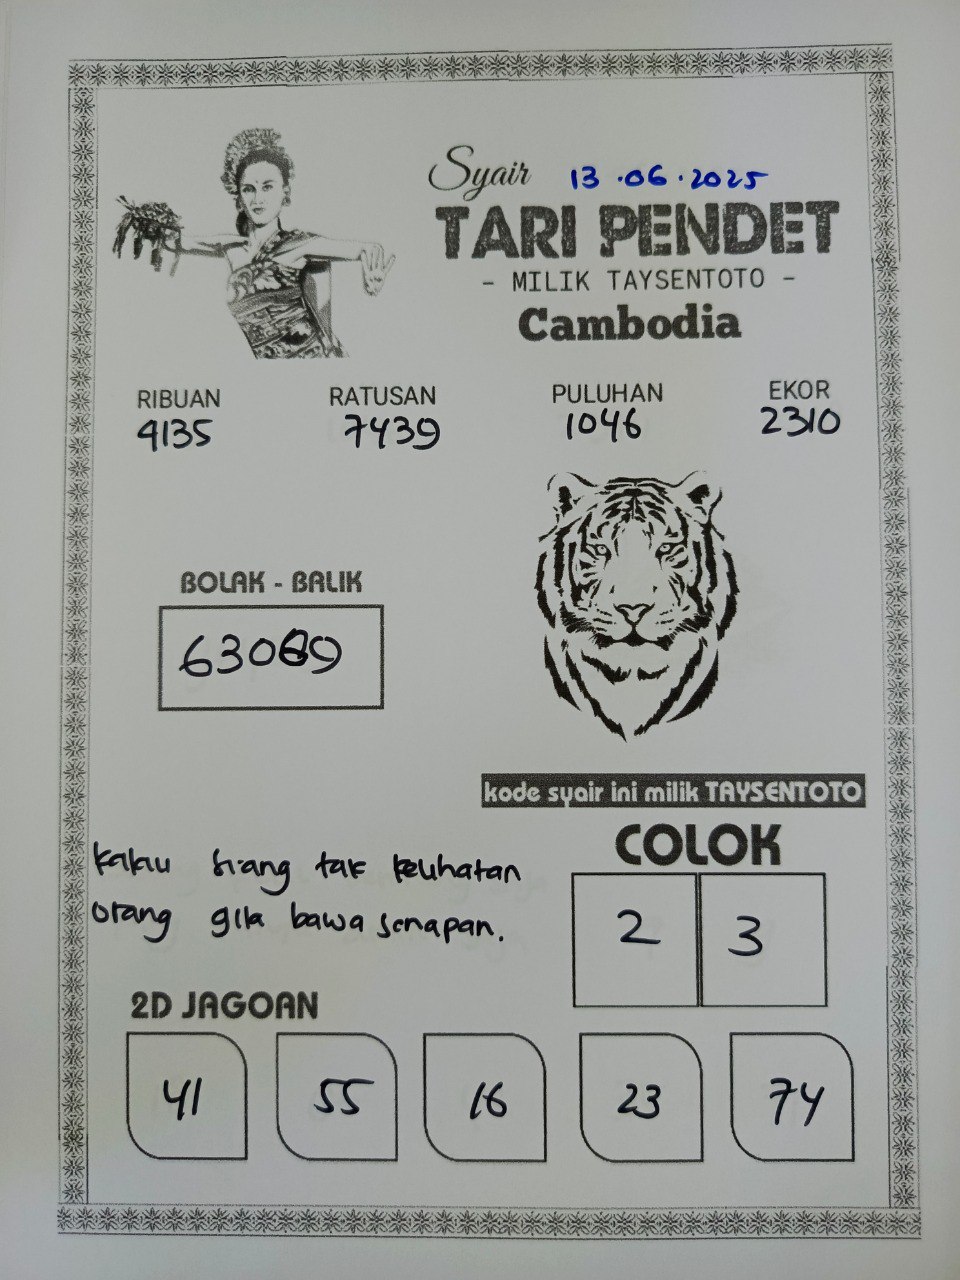 Syair 13.06.2025
TARI PENDET
- MILIK TAYSENTOTO -
Cambodia
RIBUAN RATUSAN PULUHAN EKOR
4135 7439 1046 2310
BOLAK - BALIK
63069
kode syair ini milik TAYSENTOTO
COLOK
2 3
kalau siang tak kelihatan
orang gila bawa senapan.
2D JAGOAN
41 55 16 23 74